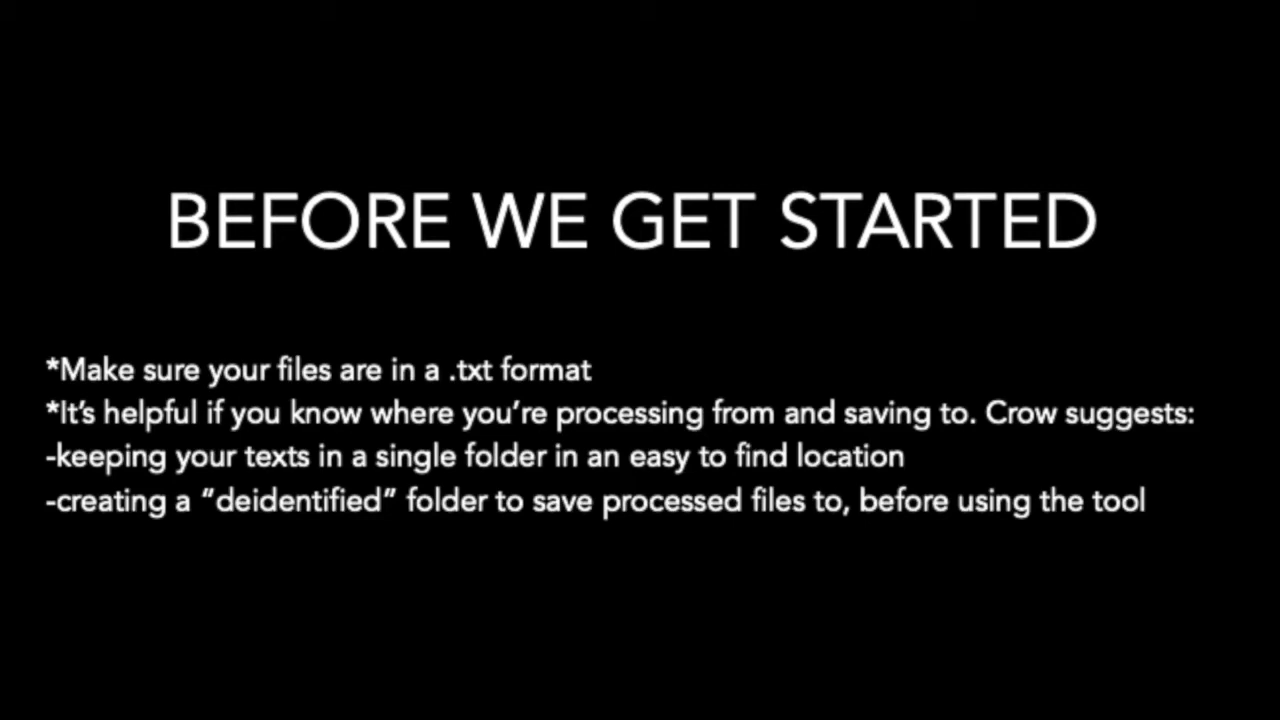 BEFORE WE GET STARTED
*Make sure your files are in a .txt format
*It’s helpful if you know where you’re processing from and saving to. Crow suggests:
-keeping your texts in a single folder in an easy to find location
-creating a “deidentified” folder to save processed files to, before using the tool